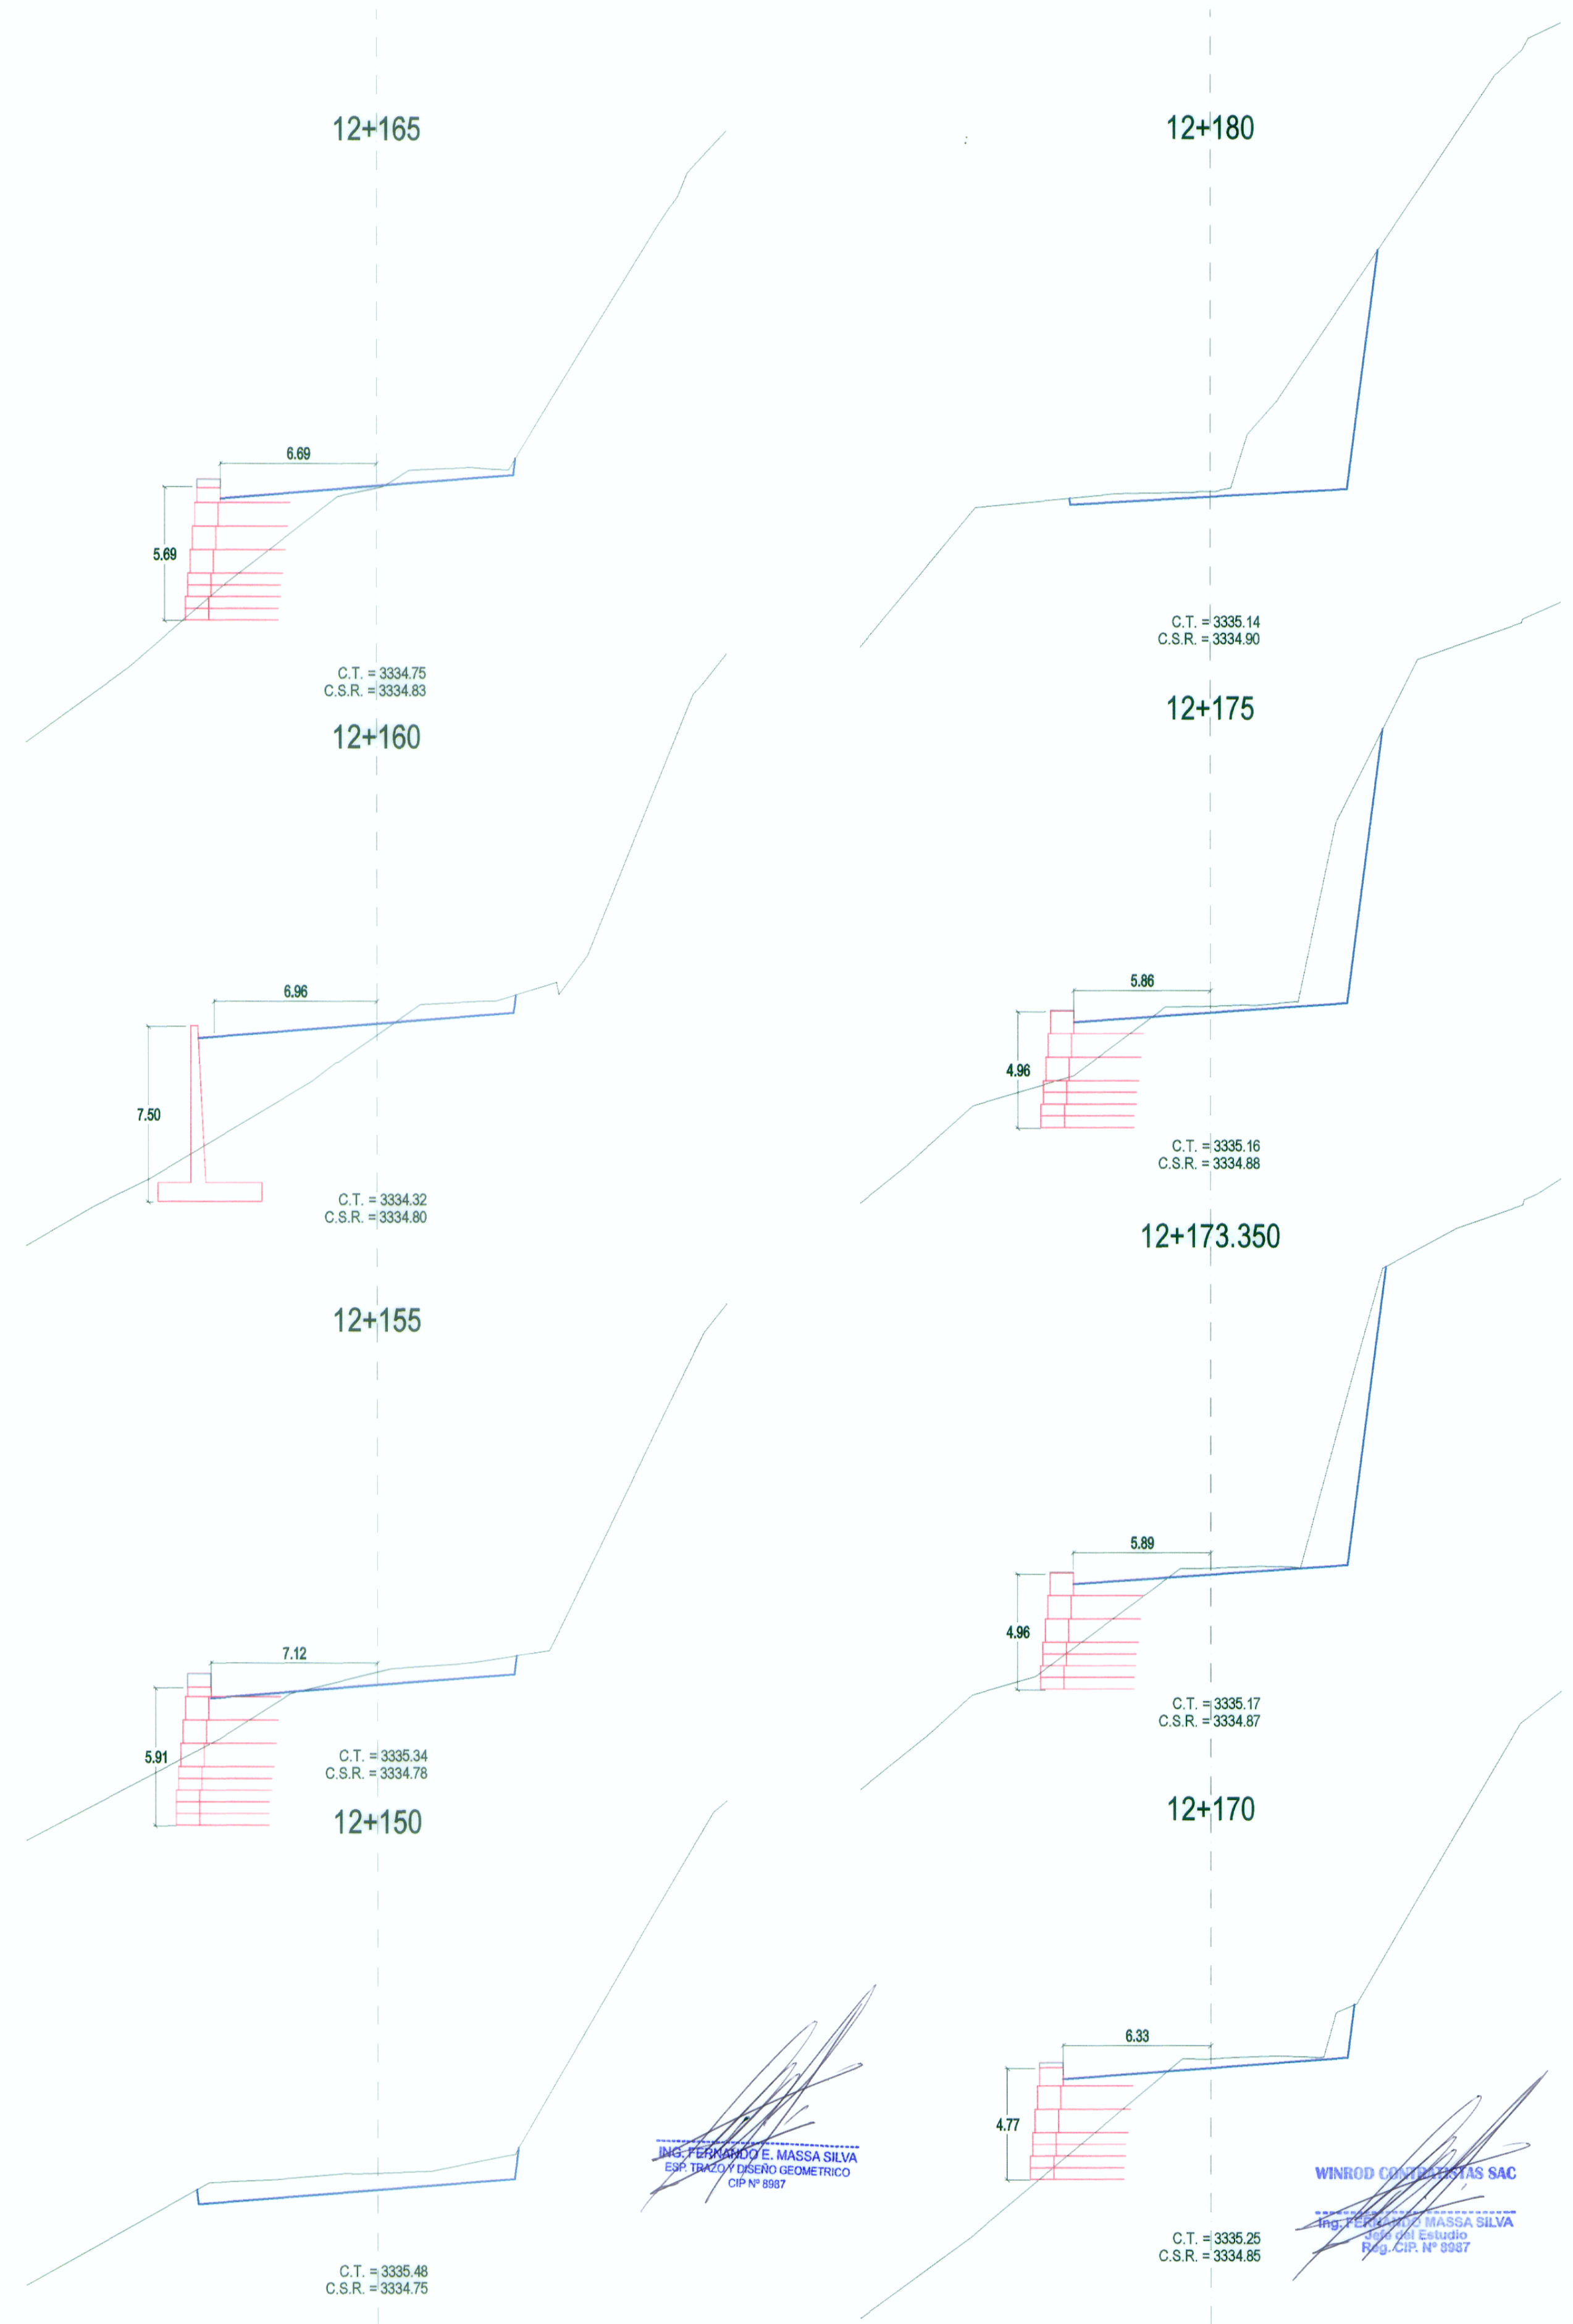 12+165
6.69
5.69
C.T. = 3334.75
C.S.R. = 3334.83
12+160
6.96
7.50
C.T. = 3334.32
C.S.R. = 3334.80
12+155
7.12
5.91
C.T. = 3335.34
C.S.R. = 3334.78
12+150
C.T. = 3335.48
C.S.R. = 3334.75
ING. FERNANDO E. MASSA SILVA
ESP. TRAZO Y DISEÑO GEOMETRICO
CIP Nº 8987
12+180
C.T. = 3335.14
C.S.R. = 3334.90
12+175
5.86
4.96
C.T. = 3335.16
C.S.R. = 3334.88
12+173.350
5.89
4.96
C.T. = 3335.17
C.S.R. = 3334.87
12+170
6.33
4.77
C.T. = 3335.25
C.S.R. = 3334.85
WINROD CONTRATISTAS SAC
Ing. FERNANDO MASSA SILVA
Jefe del Estudio
Reg. CIP. Nº 8987